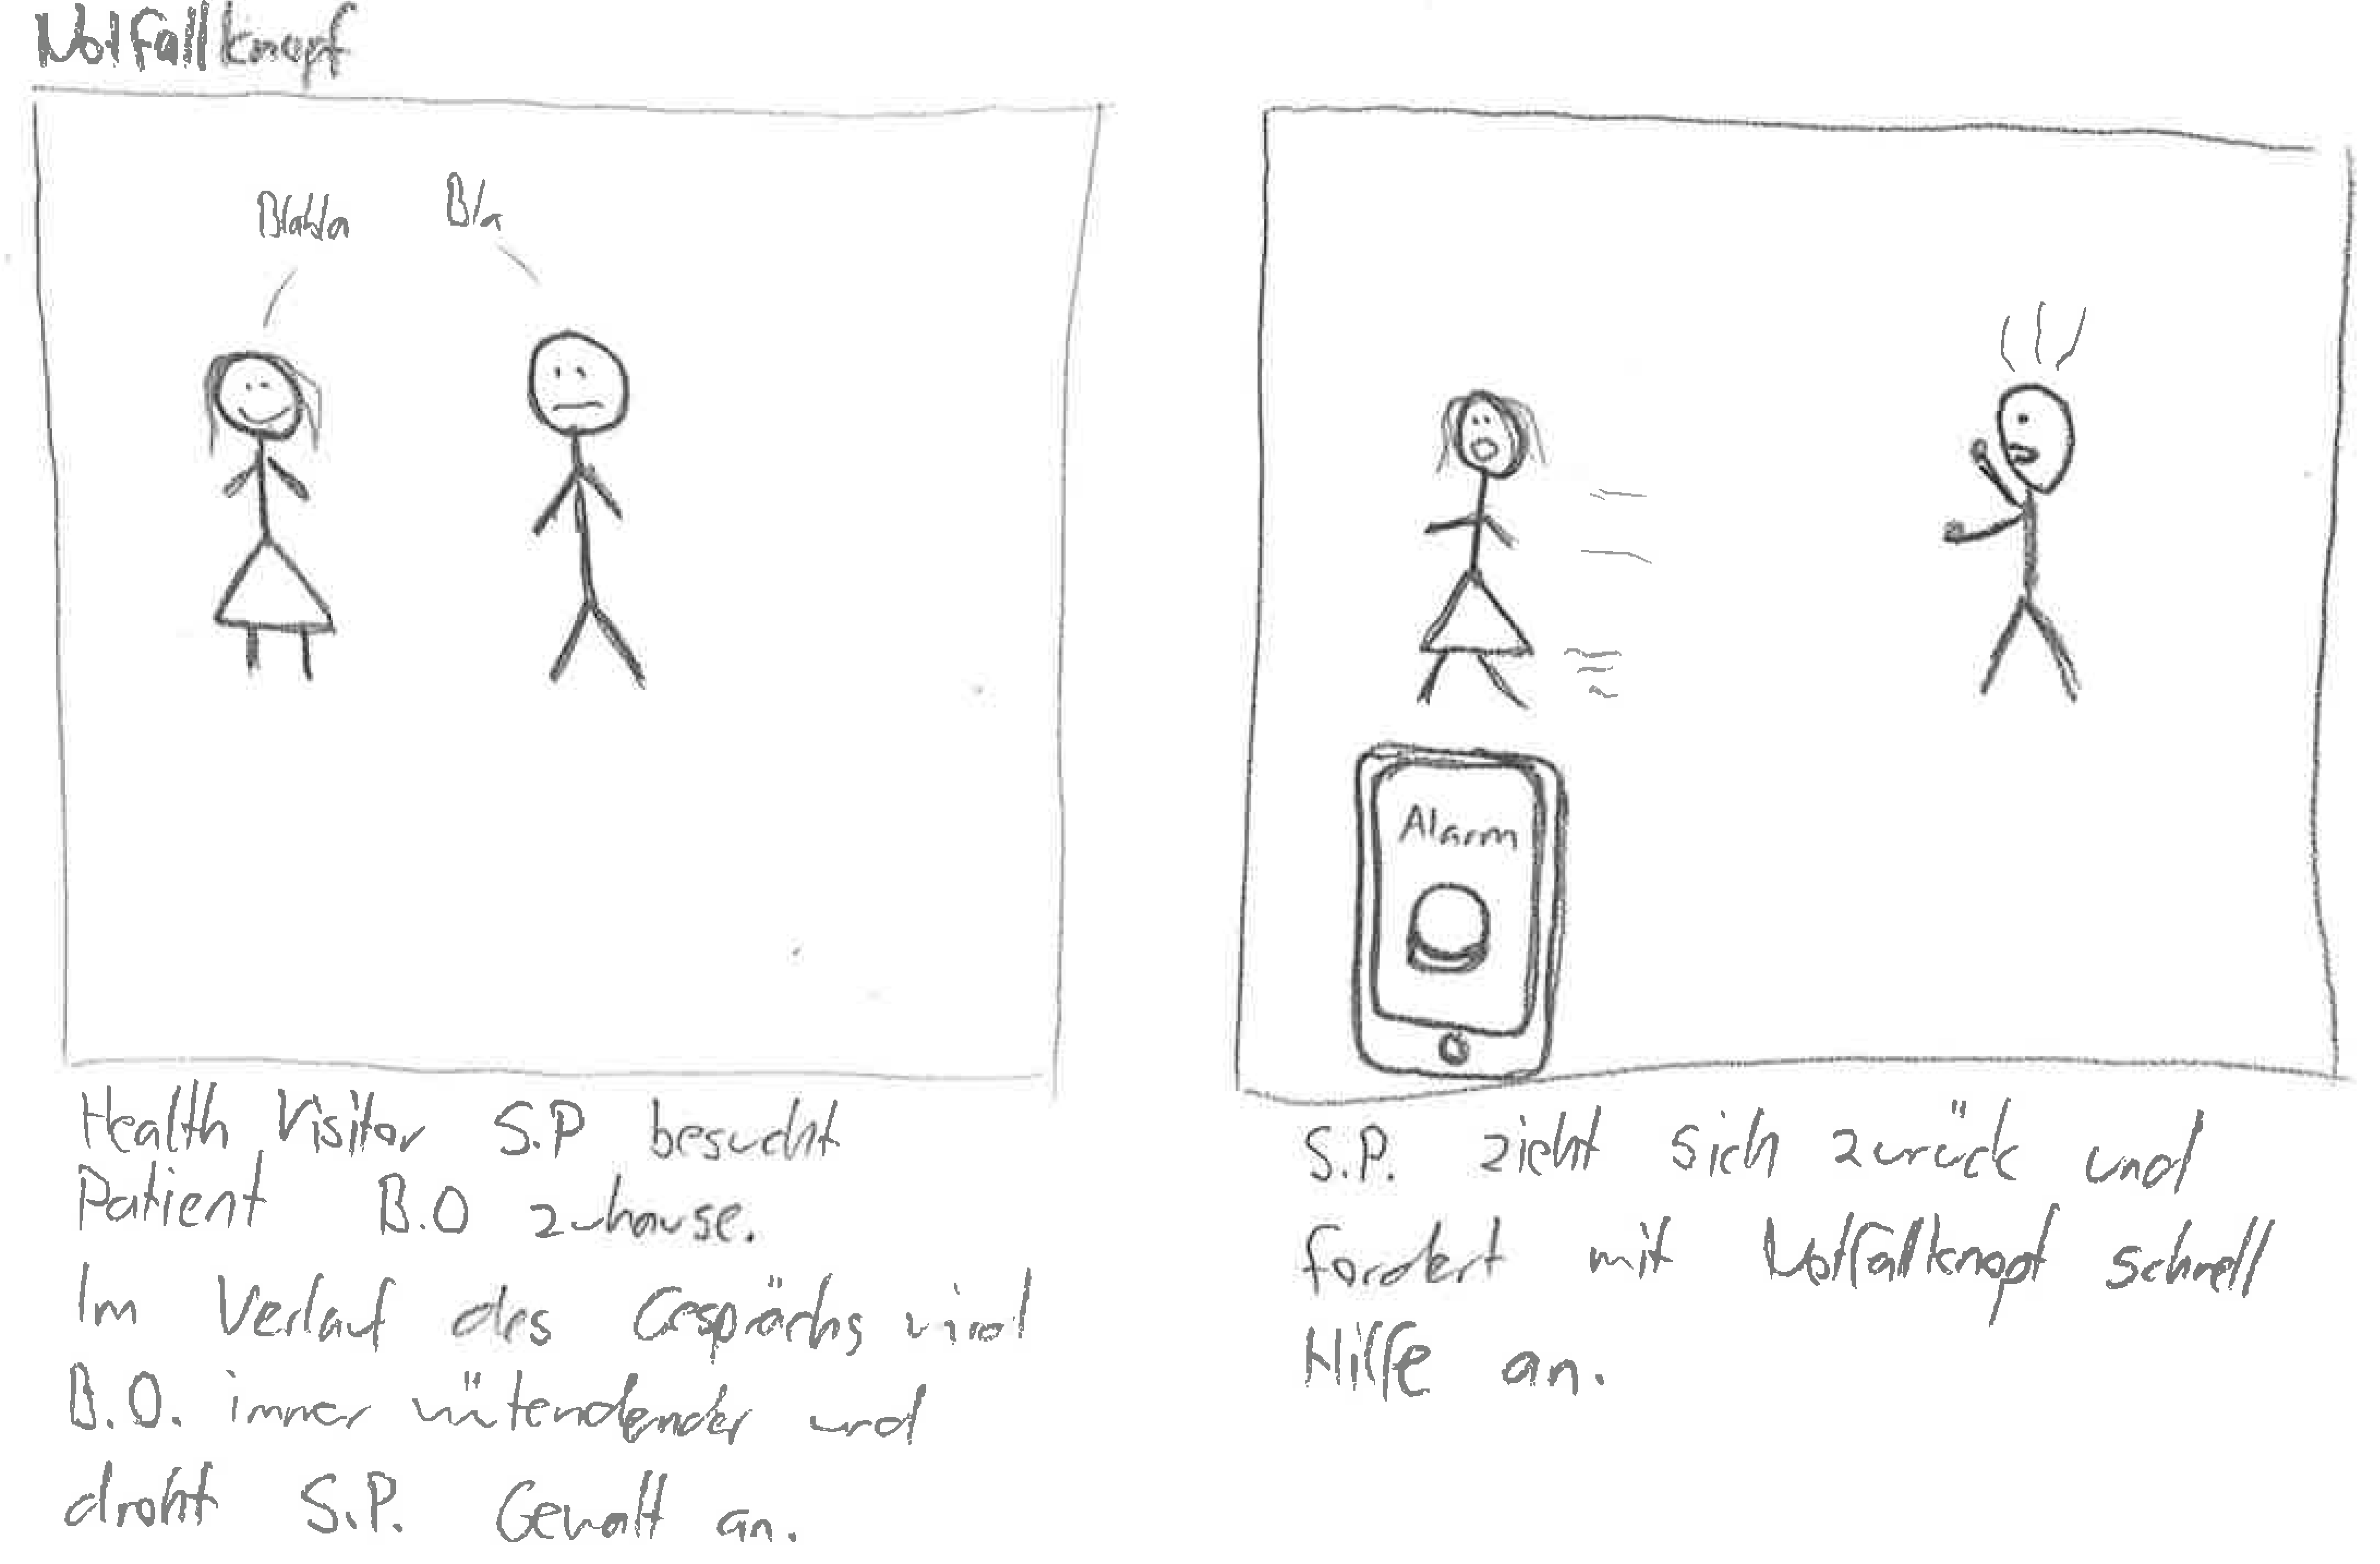 Notfallknopf
Blabla
Bla
Health Visitor S.P besucht
Patient B.O zuhause.
Im Verlauf des Gesprächs wird
B.O. immer wütendender und
droht S.P. Gewalt an.
Alarm
S.P. zieht sich zurück und
fordert mit Notfallknopf schnell
Hilfe an.